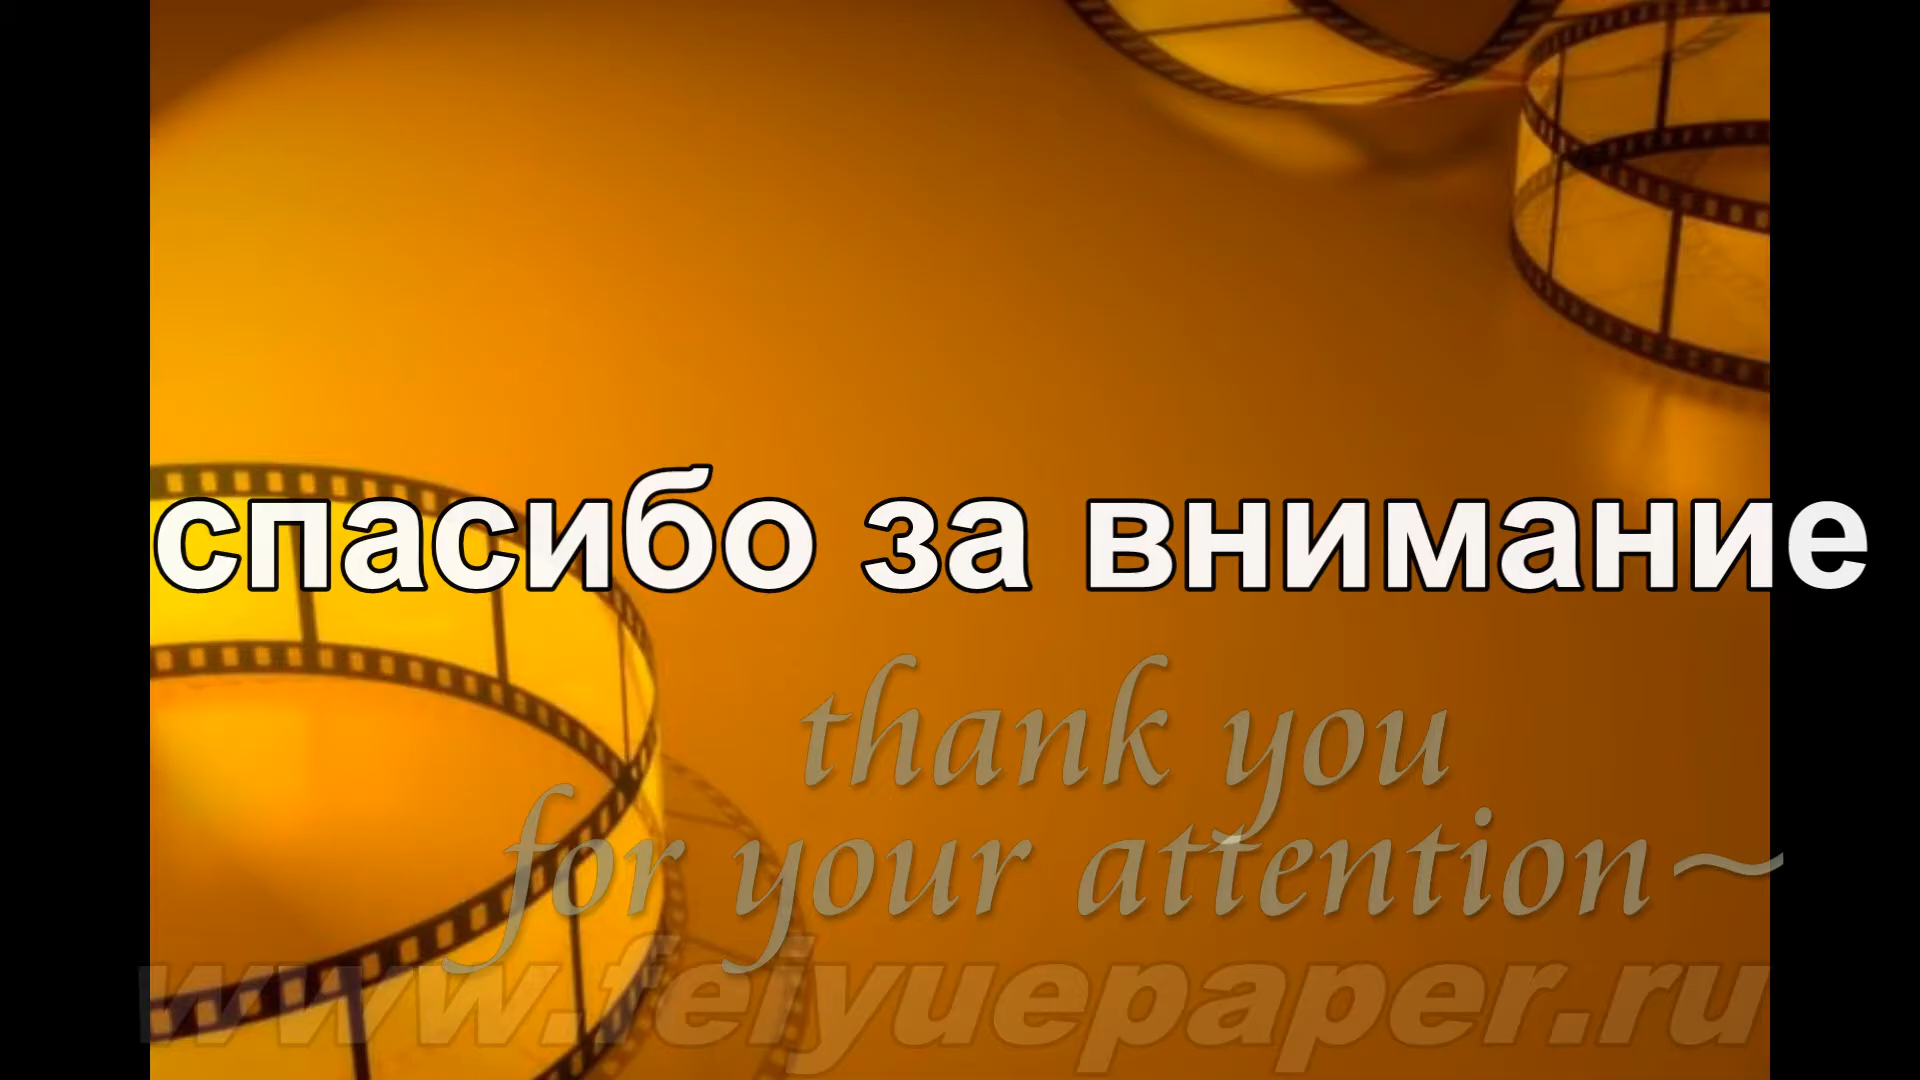 спасибо за внимание
thank you
for your attention~
www.feiyuepaper.ru